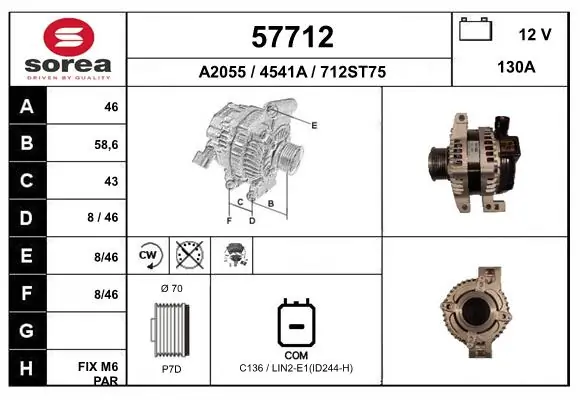 57712
12 V
sorea
DRIVEN BY QUALITY
A2055 / 4541A / 712ST75
130A
A 46
B 58,6
C 43
D 8 / 46
E 8/46
F 8/46
G
H FIX M6 PAR
E
C
B
F
D
CW
Ø 70
P7D
COM
C136 / LIN2-E1(ID244-H)